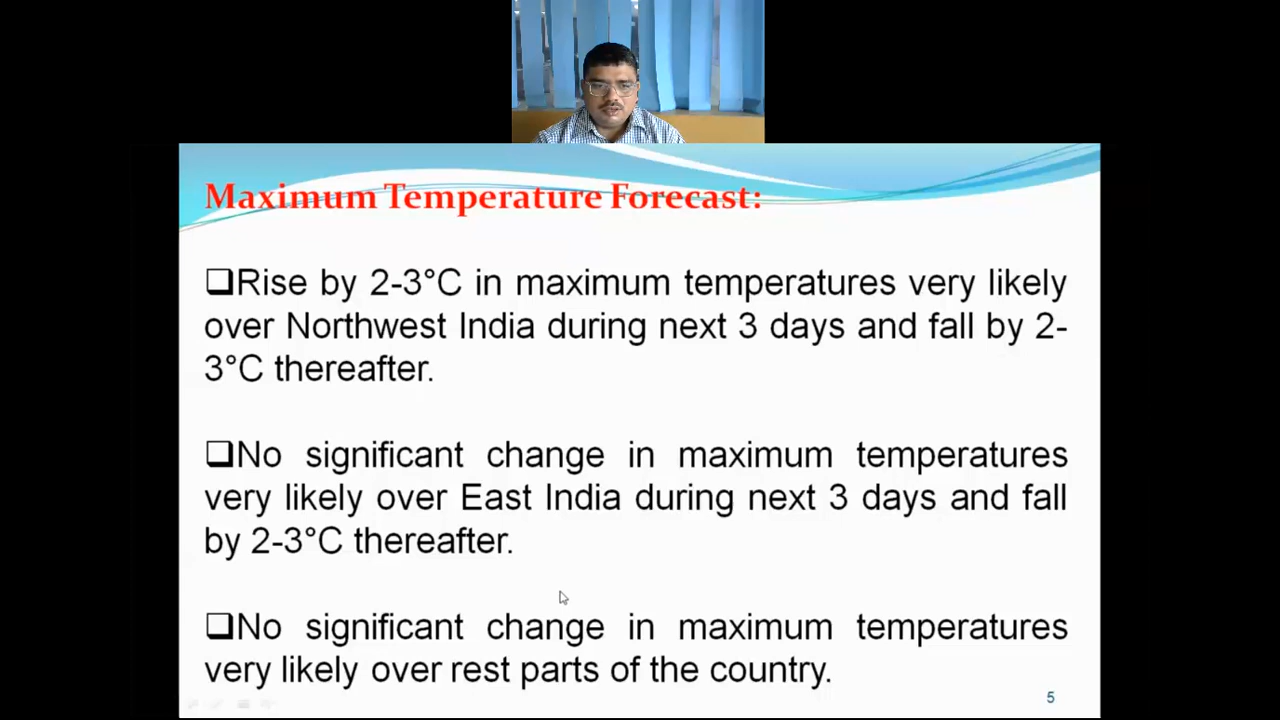 Maximum Temperature Forecast:
❑Rise by 2-3°C in maximum temperatures very likely
over Northwest India during next 3 days and fall by 2-
3°C thereafter.
❑No significant change in maximum temperatures
very likely over East India during next 3 days and fall
by 2-3°C thereafter.
❑No significant change in maximum temperatures
very likely over rest parts of the country.
5